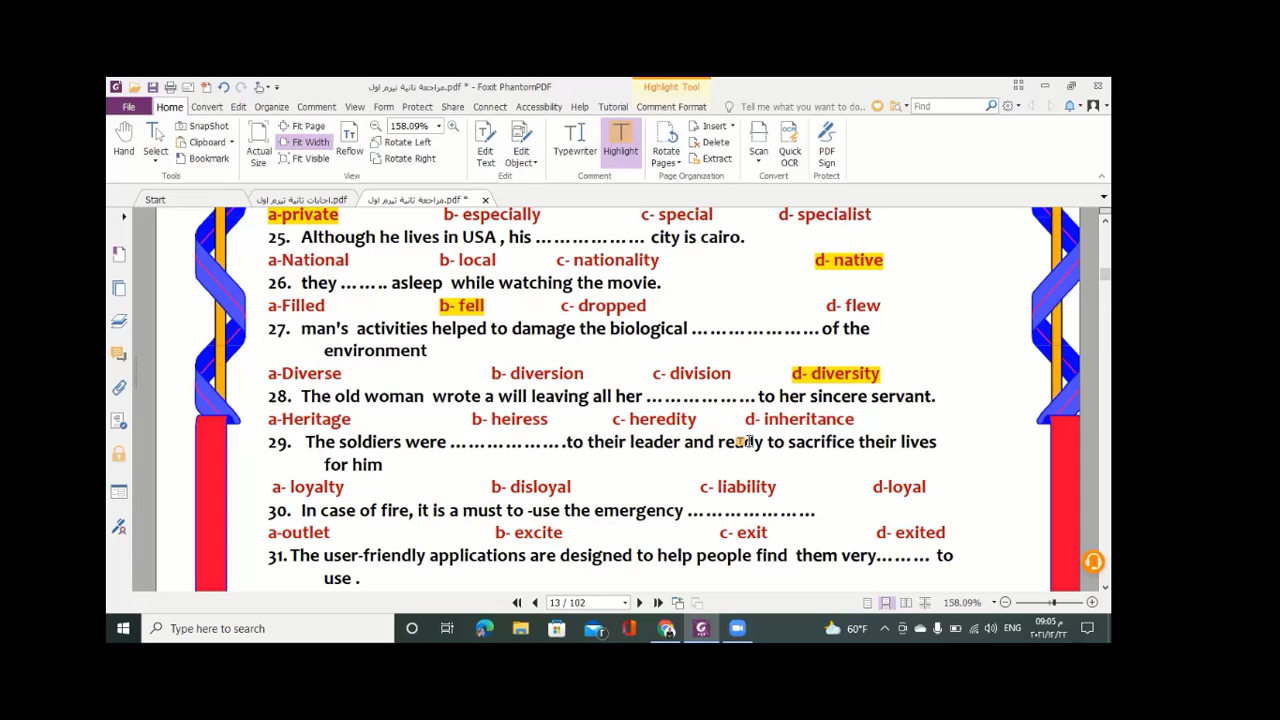 مراجعة ثانية تيرم اول.pdf * - Foxit PhantomPDF
Highlight Tool
File Home Convert Edit Organize Comment View Form Protect Share Connect Accessibility Help Tutorial Comment Format Tell me what you want to do.. Find
Hand
Select
SnapShot
Clipboard
Bookmark
Tools
Actual Size
Fit Page
Fit Width
Fit Visible
Reflow
158.09%
Rotate Left
Rotate Right
View
Edit Text
Edit Object
Edit
Typewriter
Highlight
Comment
Rotate Pages
Insert
Delete
Extract
Page Organization
Scan
Quick OCR
Convert
PDF Sign
Protect
Start
اجابات ثانية تيرم اول.pdf
مراجعة ثانية تيرم اول.pdf *
a-private b- especially c- special d- specialist
25. Although he lives in USA , his ……………… city is cairo.
a-National b- local c- nationality d- native
26. they …….. asleep while watching the movie.
a-Filled b- fell c- dropped d- flew
27. man's activities helped to damage the biological …………………of the
environment
a-Diverse b- diversion c- division d- diversity
28. The old woman wrote a will leaving all her ………………to her sincere servant.
a-Heritage b- heiress c- heredity d- inheritance
29. The soldiers were ……………….to their leader and ready to sacrifice their lives
for him
a- loyalty b- disloyal c- liability d-loyal
30. In case of fire, it is a must to -use the emergency …………………
a-outlet b- excite c- exit d- exited
31. The user-friendly applications are designed to help people find them very……… to
use .
13 / 102
158.09%
Type here to search
60°F
ENG
09:05 م
٢٠٢١/١٢/٢٢